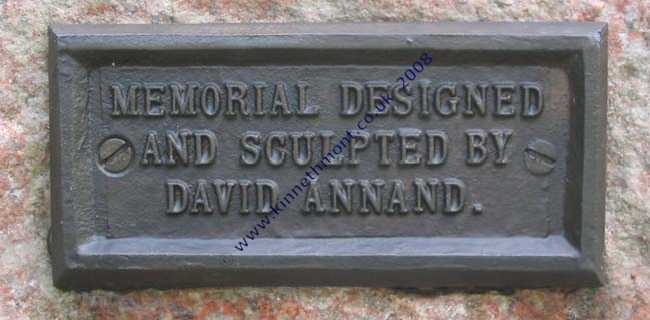 MEMORIAL DESIGNED
AND SCULPTED BY
DAVID ANNAND.
www.kinnethmont.co.uk 2008